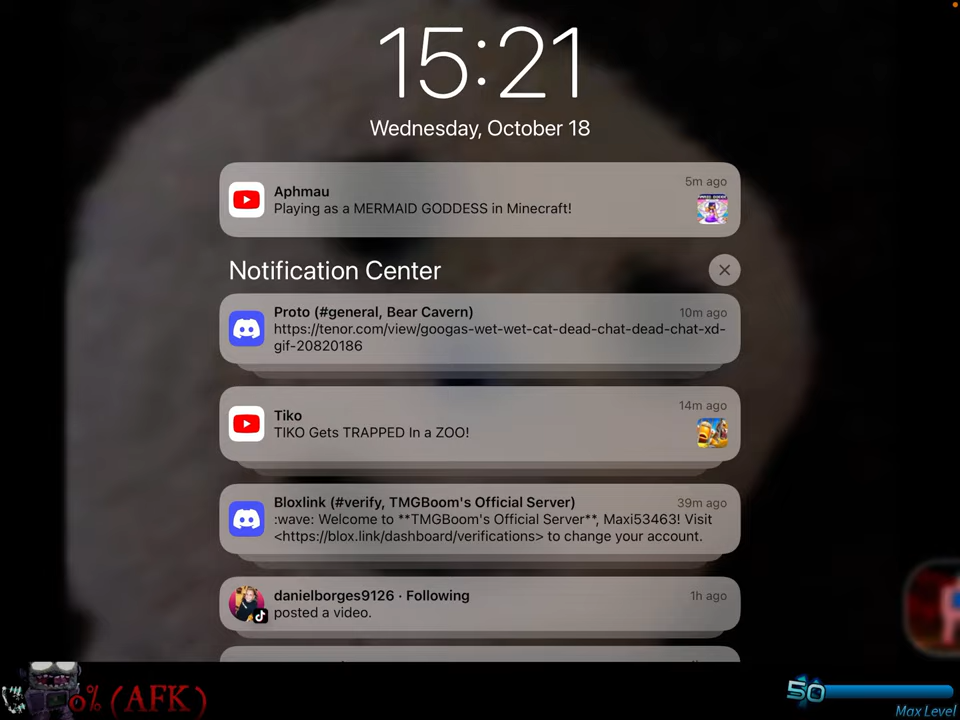 15:21
Wednesday, October 18
Aphmau
5m ago
Playing as a MERMAID GODDESS in Minecraft!
Notification Center
Proto (#general, Bear Cavern)
10m ago
https://tenor.com/view/googas-wet-wet-cat-dead-chat-dead-chat-xd-
gif-20820186
Tiko
14m ago
TIKO Gets TRAPPED In a ZOO!
Bloxlink (#verify, TMGBoom's Official Server)
39m ago
:wave: Welcome to **TMGBoom's Official Server**, Maxi53463! Visit
<https://blox.link/dashboard/verifications> to change your account.
danielborges9126 · Following
1h ago
posted a video.
0% (AFK)
50
Max Level